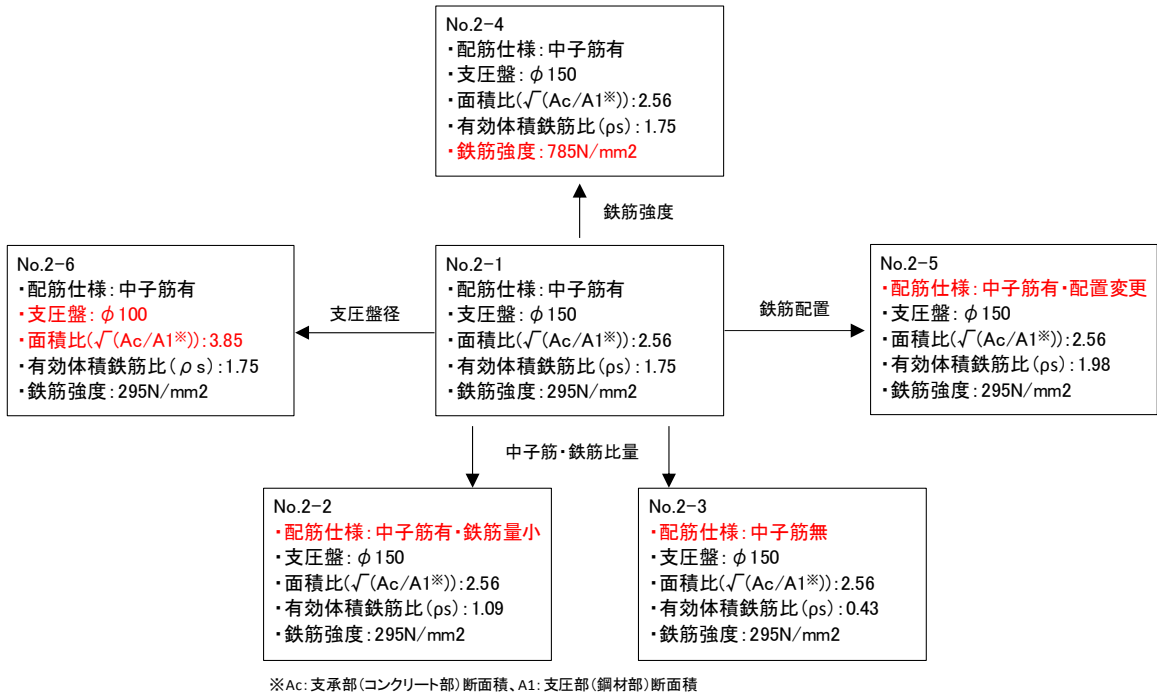 No.2-4
・配筋仕様:中子筋有
・支圧盤:φ150
・面積比(√(Ac/A1※)):2.56
・有効体積鉄筋比(ρs):1.75
・鉄筋強度:785N/mm2
鉄筋強度
No.2-6
・配筋仕様:中子筋有
・支圧盤:φ100
・面積比(√(Ac/A1※)):3.85
・有効体積鉄筋比(ρs):1.75
・鉄筋強度:295N/mm2
支圧盤径
No.2-1
・配筋仕様:中子筋有
・支圧盤:φ150
・面積比(√(Ac/A1※)):2.56
・有効体積鉄筋比(ρs):1.75
・鉄筋強度:295N/mm2
鉄筋配置
No.2-5
・配筋仕様:中子筋有・配置変更
・支圧盤:φ150
・面積比(√(Ac/A1※)):2.56
・有効体積鉄筋比(ρs):1.98
・鉄筋強度:295N/mm2
中子筋・鉄筋比量
No.2-2
・配筋仕様:中子筋有・鉄筋量小
・支圧盤:φ150
・面積比(√(Ac/A1※)):2.56
・有効体積鉄筋比(ρs):1.09
・鉄筋強度:295N/mm2
No.2-3
・配筋仕様:中子筋無
・支圧盤:φ150
・面積比(√(Ac/A1※)):2.56
・有効体積鉄筋比(ρs):0.43
・鉄筋強度:295N/mm2
※Ac:支承部(コンクリート部)断面積、A1:支圧部(鋼材部)断面積